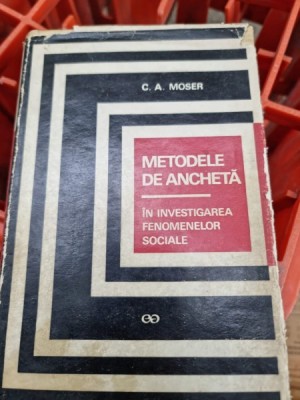 C. A. MOSER
METODELE
DE ANCHETĂ
ÎN INVESTIGAREA
FENOMENELOR
SOCIALE